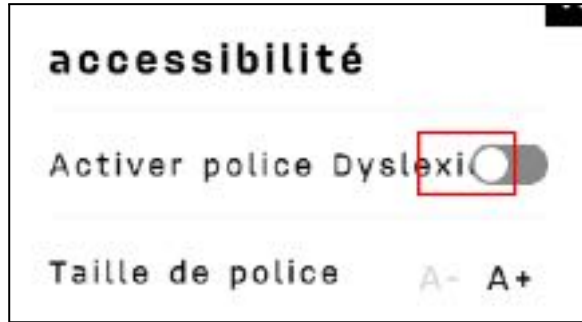 accessibilité
Activer police Dyslexi
Taille de police A- A+